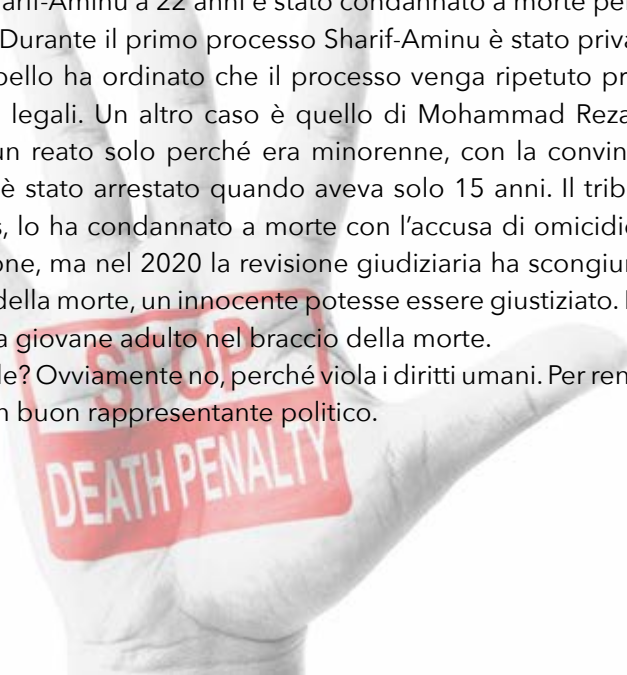 arif-Aminu a 22 anni è stato condannato a morte per
Durante il primo processo Sharif-Aminu è stato priva
pello ha ordinato che il processo venga ripetuto pr
legali. Un altro caso è quello di Mohammad Reza
un reato solo perché era minorenne, con la convin
è stato arrestato quando aveva solo 15 anni. Il trib
, lo ha condannato a morte con l’accusa di omicidio
one, ma nel 2020 la revisione giudiziaria ha scongiur
della morte, un innocente potesse essere giustiziato.
a giovane adulto nel braccio della morte.
le? Ovviamente no, perché viola i diritti umani. Per ren
n buon rappresentante politico.
STOP
DEATH PENALTY